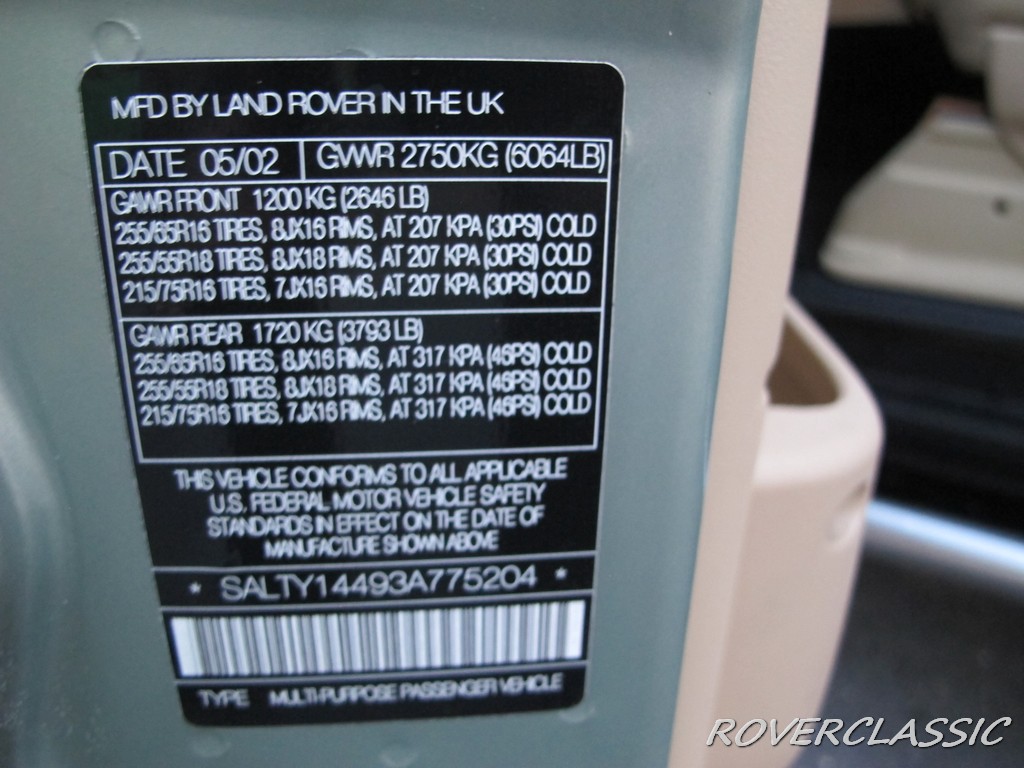 MFD BY LAND ROVER IN THE UK
DATE 05/02 GVWR 2750KG (6064LB)
GAWR FRONT 1200 KG (2646 LB)
255/65R16 TIRES, 8JX16 RIMS, AT 207 KPA (30PSI) COLD
255/55R18 TIRES, 8JX18 RIMS, AT 207 KPA (30PSI) COLD
215/75R16 TIRES, 7JX16 RIMS, AT 207 KPA (30PSI) COLD
GAWR REAR 1720 KG (3793 LB)
255/65R16 TIRES, 8JX16 RIMS, AT 317 KPA (46PSI) COLD
255/55R18 TIRES, 8JX18 RIMS, AT 317 KPA (46PSI) COLD
215/75R16 TIRES, 7JX16 RIMS, AT 317 KPA (46PSI) COLD
THIS VEHICLE CONFORMS TO ALL APPLICABLE
U.S. FEDERAL MOTOR VEHICLE SAFETY
STANDARDS IN EFFECT ON THE DATE OF
MANUFACTURE SHOWN ABOVE
* SALTY14493A775204 *
TYPE MULTI-PURPOSE PASSENGER VEHICLE
ROVERCLASSIC